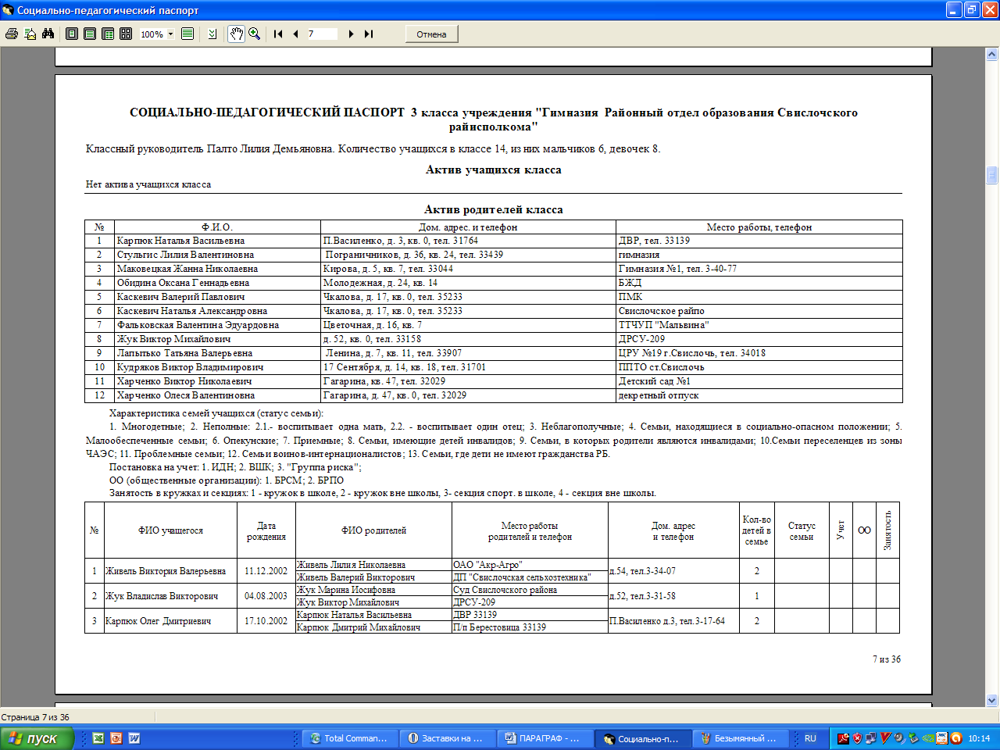 Социально-педагогический паспорт
100%
7
Отмена
СОЦИАЛЬНО-ПЕДАГОГИЧЕСКИЙ ПАСПОРТ 3 класса учреждения "Гимназия Районный отдел образования Свислочского
райисполкома"
Классный руководитель Палто Лилия Демьяновна. Количество учащихся в классе 14, из них мальчиков 6, девочек 8.
Актив учащихся класса
Нет актива учащихся класса
Актив родителей класса
№ Ф.И.О. Дом. адрес. и телефон Место работы, телефон
1 Карпюк Наталья Васильевна П.Василенко, д. 3, кв. 0, тел. 31764 ДВР, тел. 33139
2 Стульгис Лилия Валентиновна Пограничников, д. 36, кв. 24, тел. 33439 гимназия
3 Маковецкая Жанна Николаевна Кирова, д. 5, кв. 7, тел. 33044 Гимназия №1, тел. 3-40-77
4 Обидина Оксана Геннадьевна Молодежная, д. 24, кв. 14 БЖД
5 Каскевич Валерий Павлович Чкалова, д. 17, кв. 0, тел. 35233 ПМК
6 Каскевич Наталья Александровна Чкалова, д. 17, кв. 0, тел. 35233 Свислочское райпо
7 Фальковская Валентина Эдуардовна Цветочная, д. 16, кв. 7 ТТЧУП "Мальвина"
8 Жук Виктор Михайлович д. 52, кв. 0, тел. 33158 ДРСУ-209
9 Лапытько Татьяна Валерьевна Ленина, д. 7, кв. 11, тел. 33907 ЦРУ №19 г.Свислочь, тел. 34018
10 Кудряков Виктор Владимирович 17 Сентября, д. 14, кв. 18, тел. 31701 ППТО ст.Свислочь
11 Харченко Виктор Николаевич Гагарина, кв. 47, тел. 32029 Детский сад №1
12 Харченко Олеся Валентиновна Гагарина, д. 47, кв. 0, тел. 32029 декретный отпуск
Характеристика семей учащихся (статус семьи):
1. Многодетные; 2. Неполные: 2.1.- воспитывает одна мать, 2.2. - воспитывает один отец; 3. Неблагополучные; 4. Семьи, находящиеся в социально-опасном положении; 5.
Малообеспеченные семьи; 6. Опекунские; 7. Приемные; 8. Семьи, имеющие детей инвалидов; 9. Семьи, в которых родители являются инвалидами; 10.Семьи переселенцев из зоны
ЧАЭС; 11. Проблемные семьи; 12. Семьи воинов-интернационалистов; 13. Семьи, где дети не имеют гражданства РБ.
Постановка на учет: 1. ИДН; 2. ВШК; 3. "Группа риска";
ОО (общественные организации): 1. БРСМ; 2. БРПО
Занятость в кружках и секциях: 1 - кружок в школе, 2 - кружок вне школы, 3- секция спорт. в школе, 4 - секция вне школы.
№ ФИО учащегося Дата рождения ФИО родителей Место работы родителей и телефон Дом. адрес и телефон Кол-во детей в семье Статус семьи Учет ОО Занятость
1 Живель Виктория Валерьевна 11.12.2002 Живель Лилия Николаевна ОАО "Акр-Агро" д.54, тел.3-34-07 2
Живель Валерий Викторович ДП "Свислочская сельхозтехника"
2 Жук Владислав Викторович 04.08.2003 Жук Марина Иосифовна Суд Свислочского района д.52, тел.3-31-58 1
Жук Виктор Михайлович ДРСУ-209
3 Карпюк Олег Дмитриевич 17.10.2002 Карпюк Наталья Васильевна ДВР 33139 П.Василенко д.3, тел.3-17-64 2
Карпюк Дмитрий Михайлович П/п Берестовица 33139
7 из 36
Страница 7 из 36
пуск Total Comman... Заставки на ... ПАРАГРАФ - ... Социально-п... Безымянный ... RU 10:14